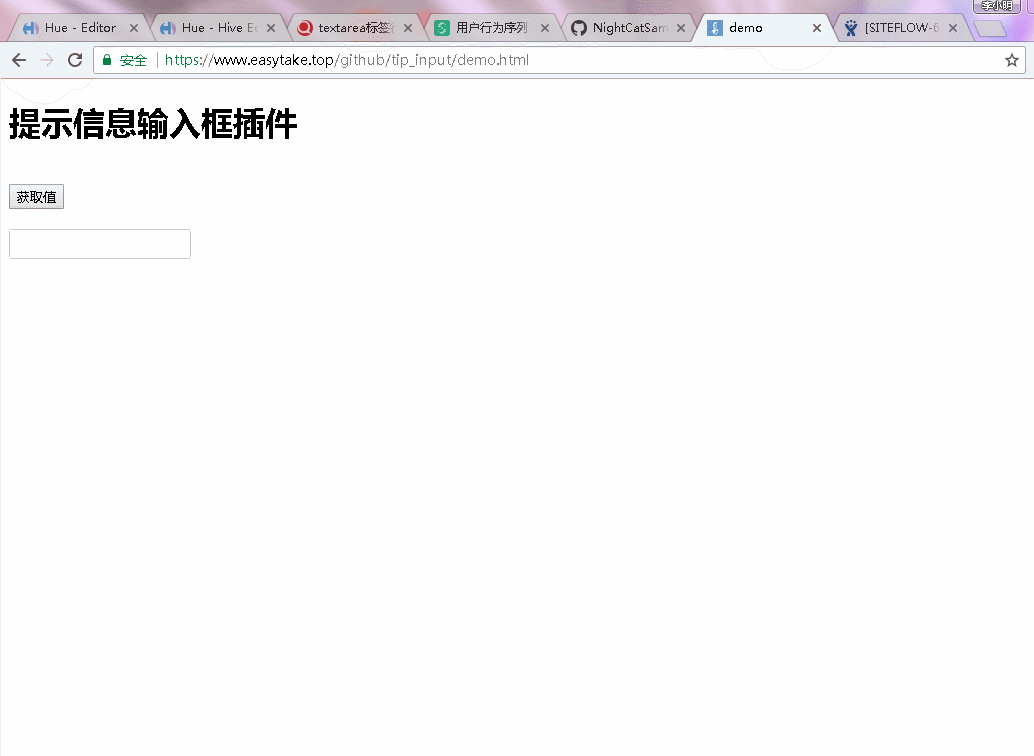 李小明
Hue - Editor
Hue - Hive Ec
textarea标签
用户行为序列
NightCatSam
demo
[SITEFLOW-6
安全
https://www.easytake.top/github/tip_input/demo.html
提示信息输入框插件
获取值